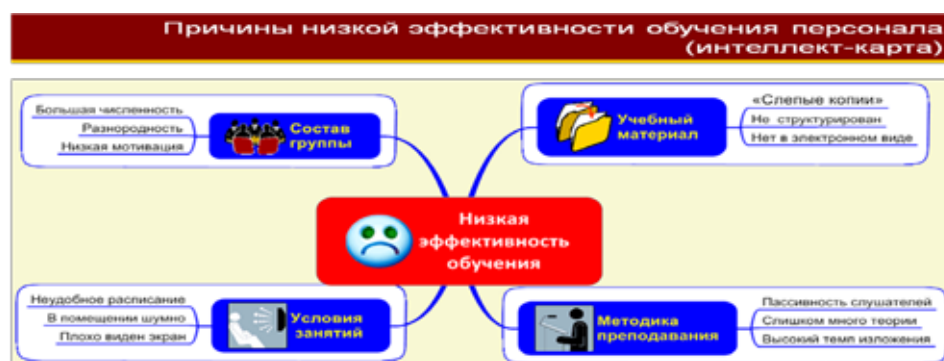 Причины низкой эффективности обучения персонала
(интеллект-карта)
Большая численность
Разнородность
Низкая мотивация
Состав
группы
Учебный
материал
«Слепые копии»
Не структурирован
Нет в электронном виде
Низкая
эффективность
обучения
Неудобное расписание
В помещении шумно
Плохо виден экран
Условия
занятий
Методика
преподавания
Пассивность слушателей
Слишком много теории
Высокий темп изложения